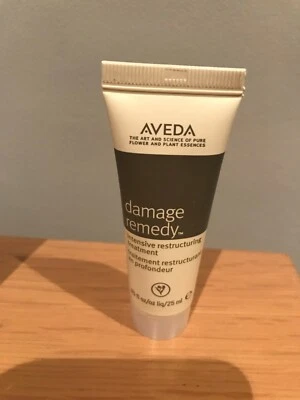 AVEDA
THE ART AND SCIENCE OF PURE
FLOWER AND PLANT ESSENCES
damage
remedy™
intensive restructuring
treatment
traitement restructurant
en profondeur
25 ml ℮